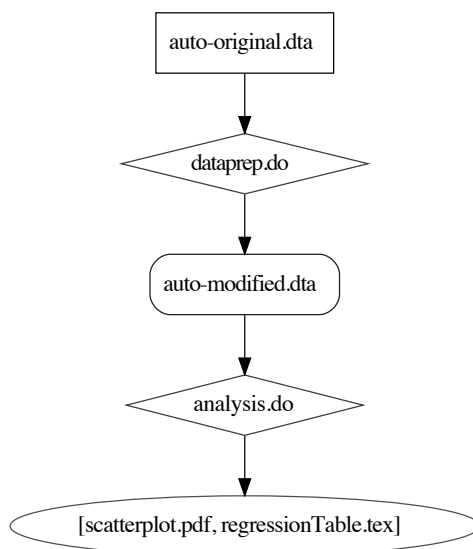 auto-original.dta
dataprep.do
auto-modified.dta
analysis.do
[scatterplot.pdf, regressionTable.tex]